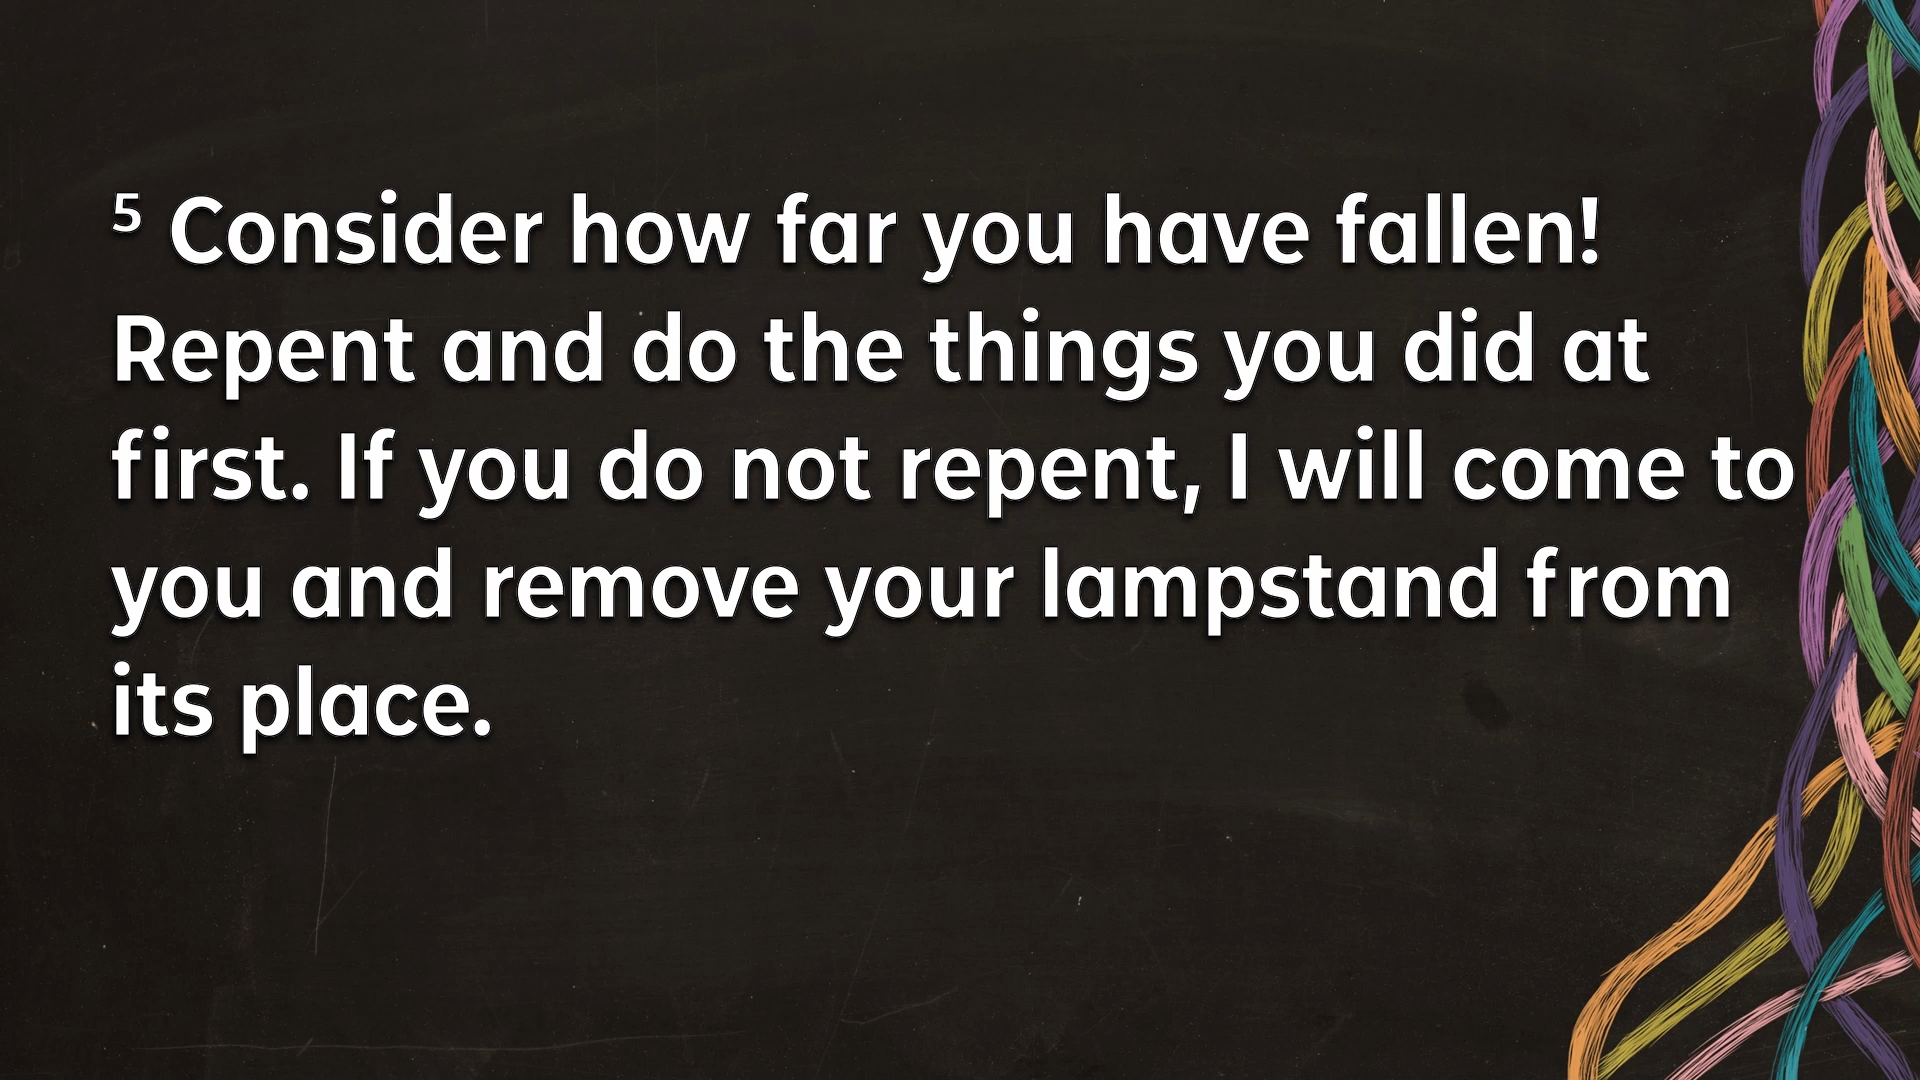 ⁵ Consider how far you have fallen!
Repent and do the things you did at
first. If you do not repent, I will come to
you and remove your lampstand from
its place.